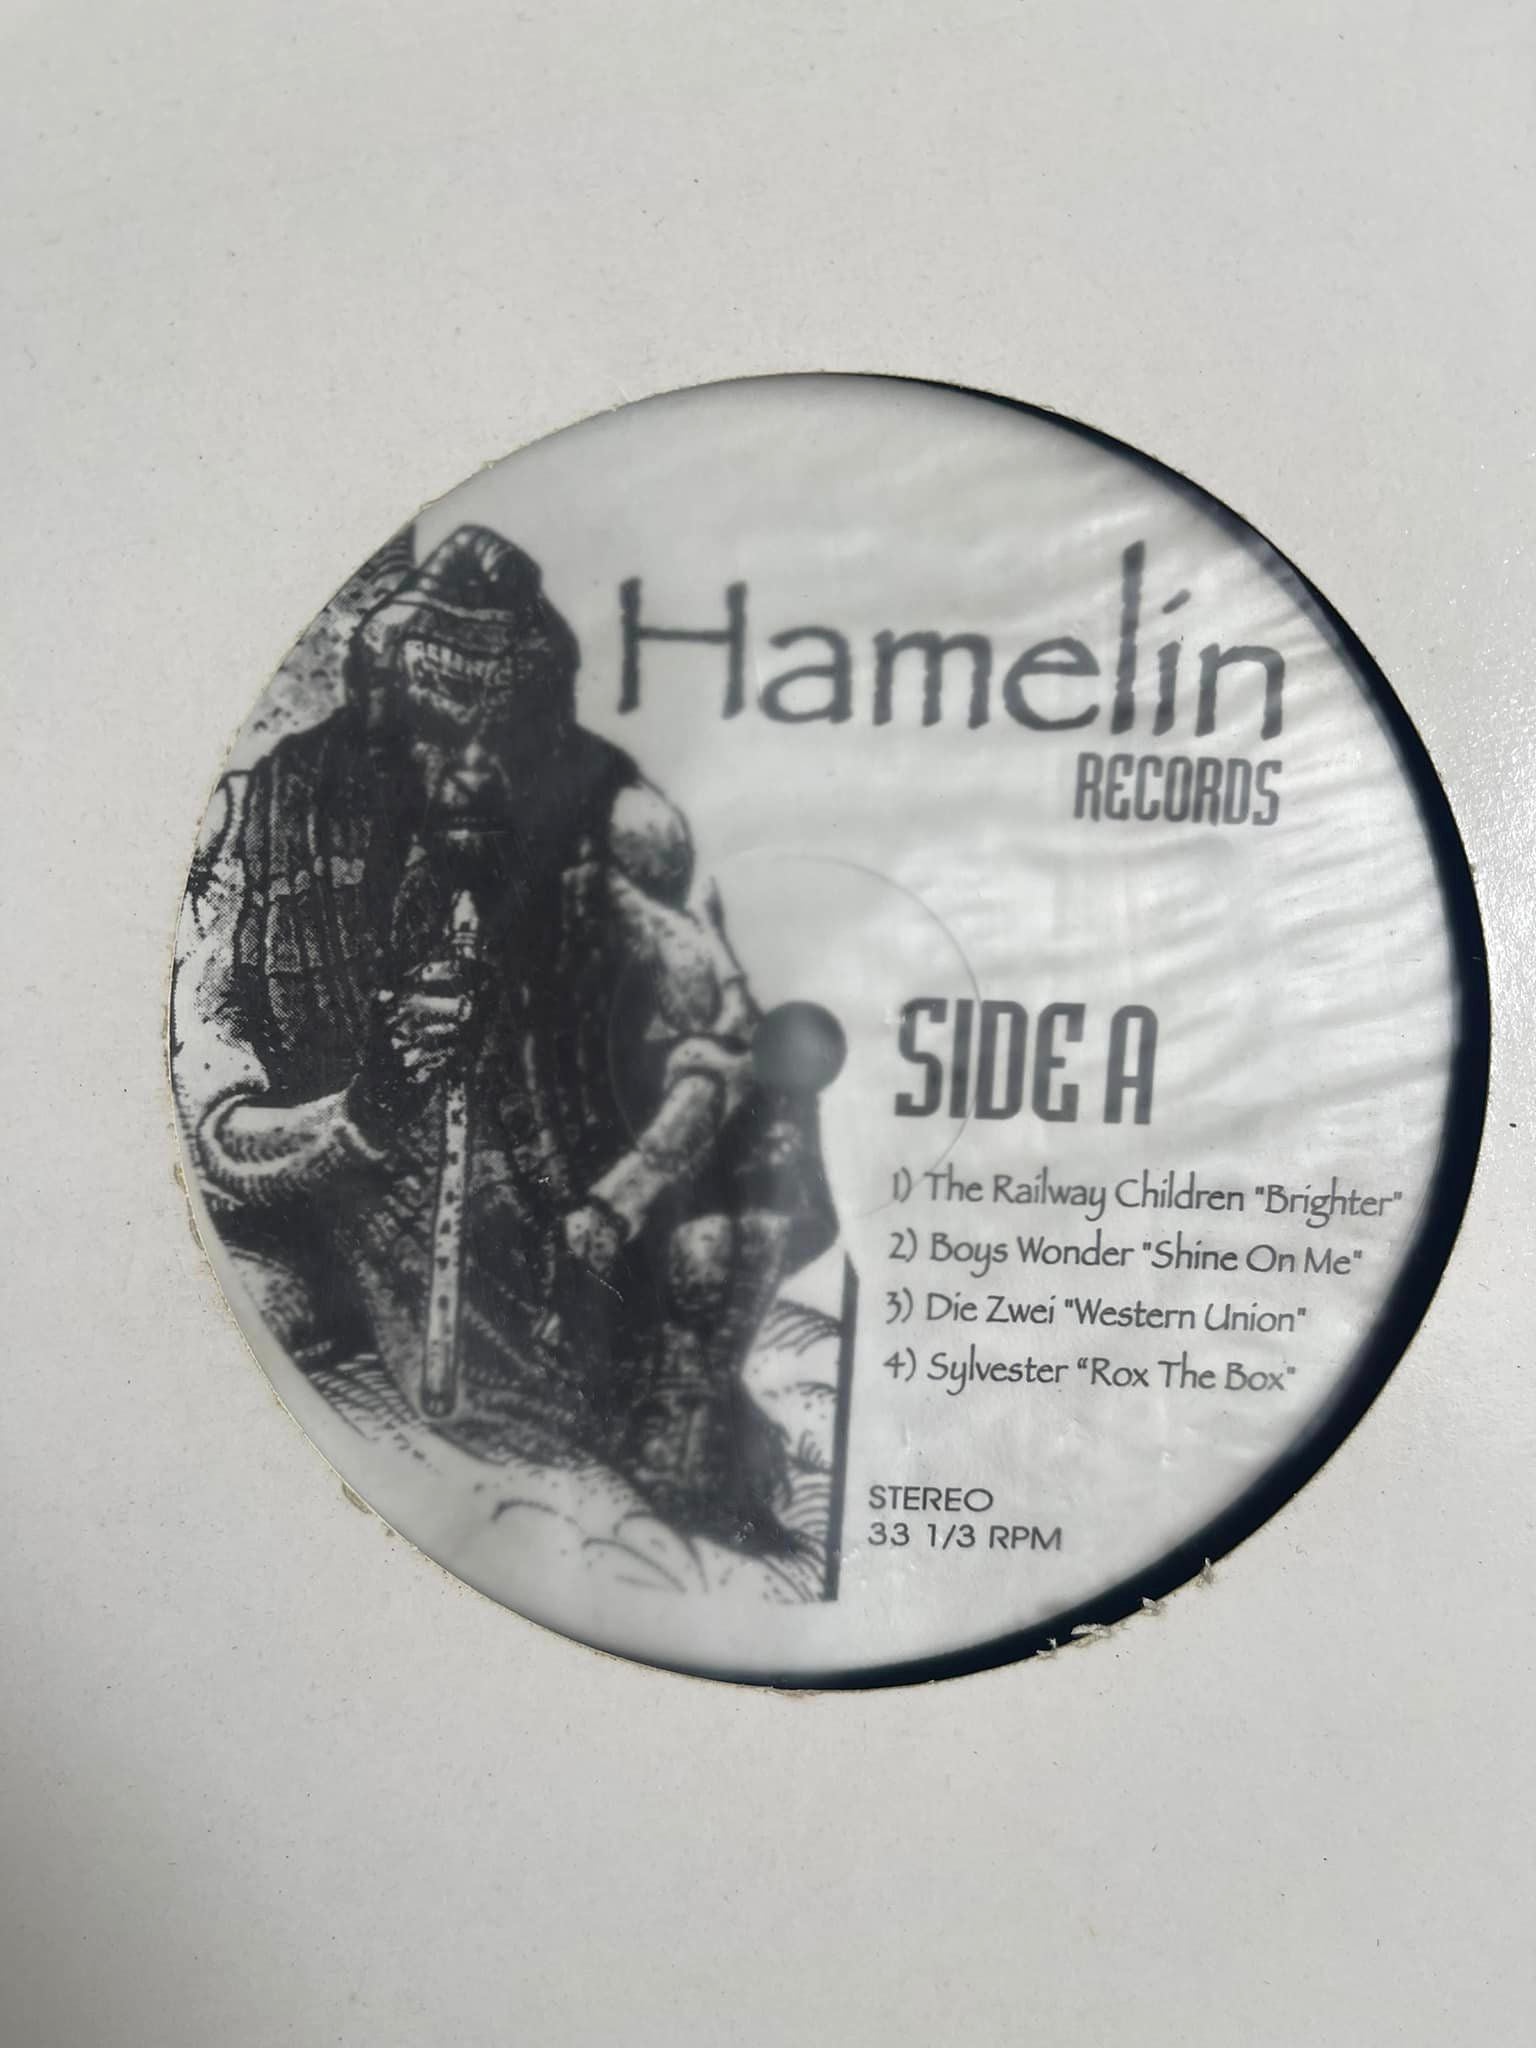 Hamelin
RECORDS
SIDE A
1) The Railway Children "Brighter"
2) Boys Wonder "Shine On Me"
3) Die Zwei "Western Union"
4) Sylvester “Rox The Box"
STEREO
33 1/3 RPM